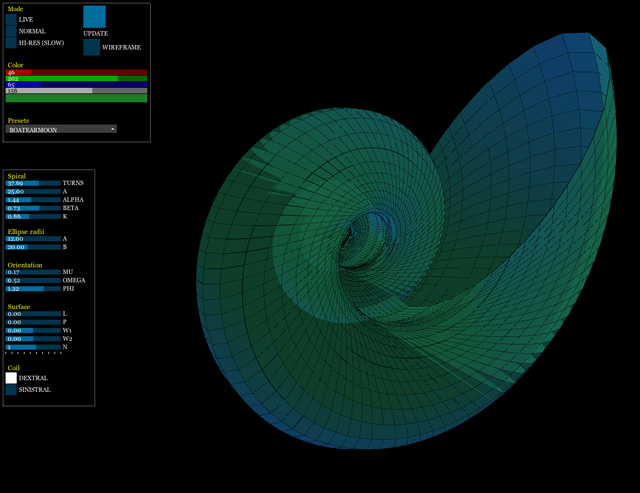 Mode
LIVE
NORMAL
HI-RES (SLOW)
UPDATE
WIREFRAME
Color
46
202
65
156
Presets
BOATEARMOON
Spiral
37.69 TURNS
25.00 A
1.44 ALPHA
0.73 BETA
0.86 K
Ellipse radii
12.00 A
20.00 B
Orientation
0.17 MU
0.52 OMEGA
1.22 PHI
Surface
0.00 L
0.00 P
0.00 W1
0.00 W2
1 N
Coil
DEXTRAL
SINISTRAL